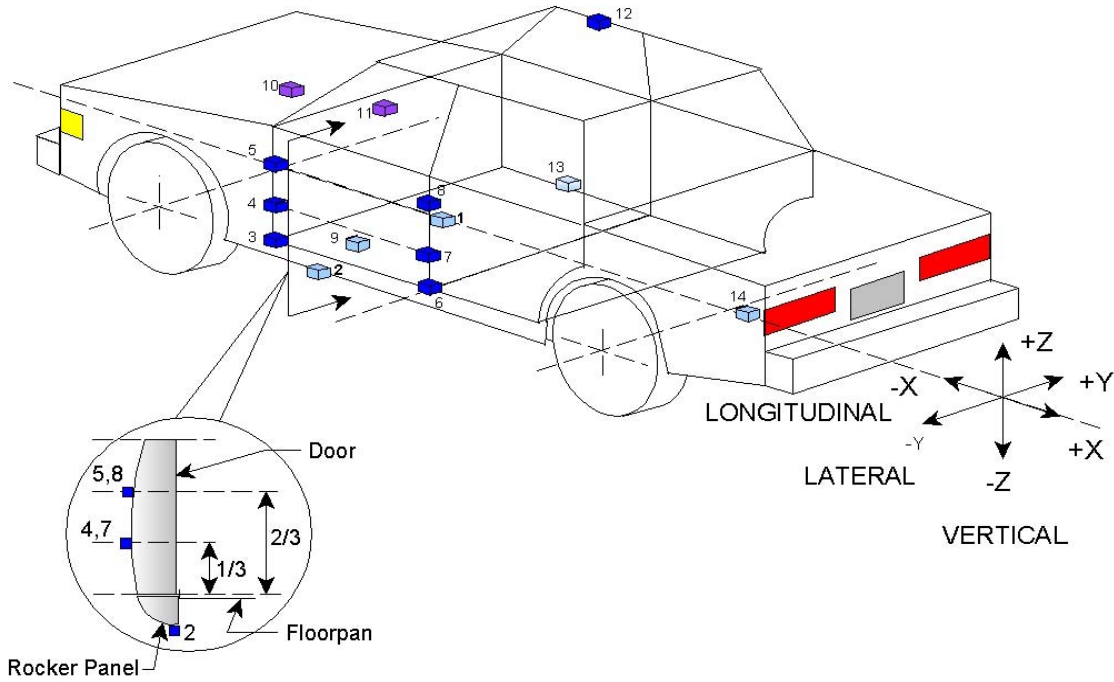 12
10
11
5
13
4
8
1
3
9
7
2
6
14
+Z
-X
+Y
LONGITUDINAL
-Y
+X
LATERAL
-Z
VERTICAL
Door
5,8
4,7
2/3
1/3
2
Floorpan
Rocker Panel